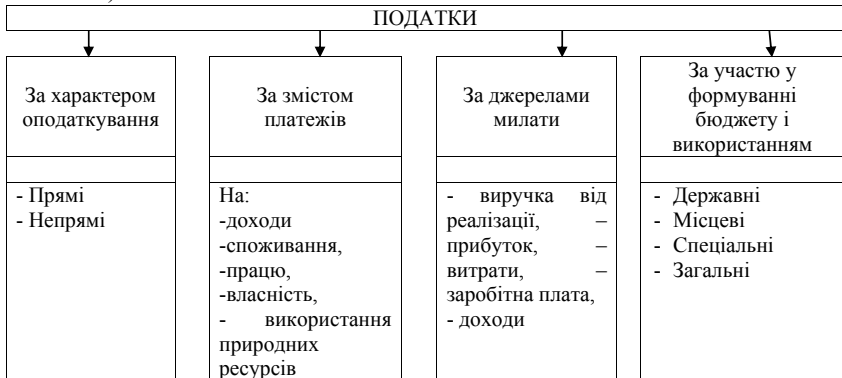 ПОДАТКИ
За характером
оподаткування
За змістом
платежів
За джерелами
милати
За участю у
формуванні
бюджету і
використанням
- Прямі
- Непрямі
На:
-доходи
-споживання,
-працю,
-власність,
- використання
природних
ресурсів
- виручка від
реалізації, –
прибуток, –
витрати, –
заробітна плата,
- доходи
- Державні
- Місцеві
- Спеціальні
- Загальні